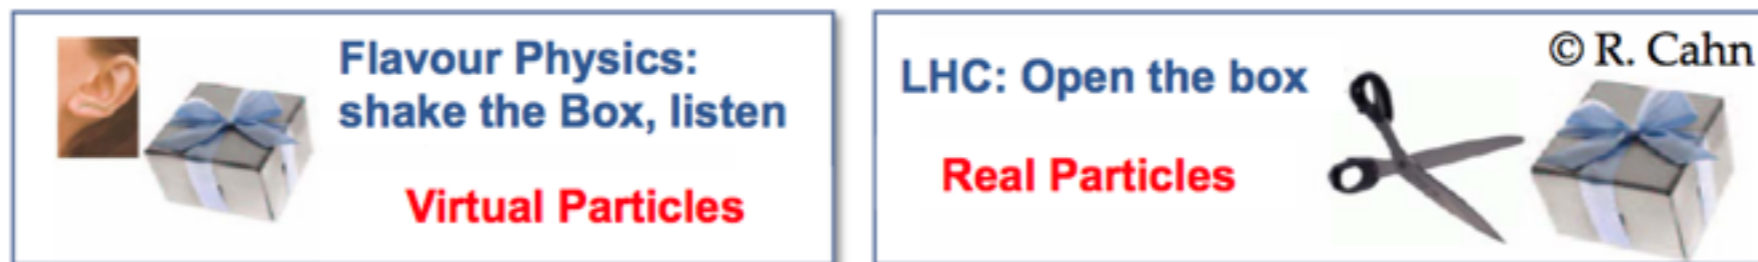 Flavour Physics:
shake the Box, listen
Virtual Particles
© R. Cahn
LHC: Open the box
Real Particles